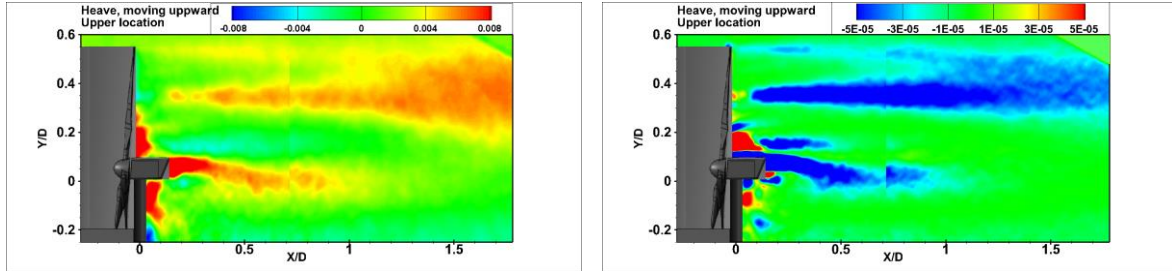 Heave, moving uppward
Upper location
-0.008 -0.004 0 0.004 0.008
0.6
0.4
0.2
0
-0.2
Y/D
0 0.5 1 1.5
X/D
Heave, moving uppward
Upper location
-5E-05 -3E-05 -1E-05 1E-05 3E-05 5E-05
0.6
0.4
0.2
0
-0.2
Y/D
0 0.5 1 1.5
X/D